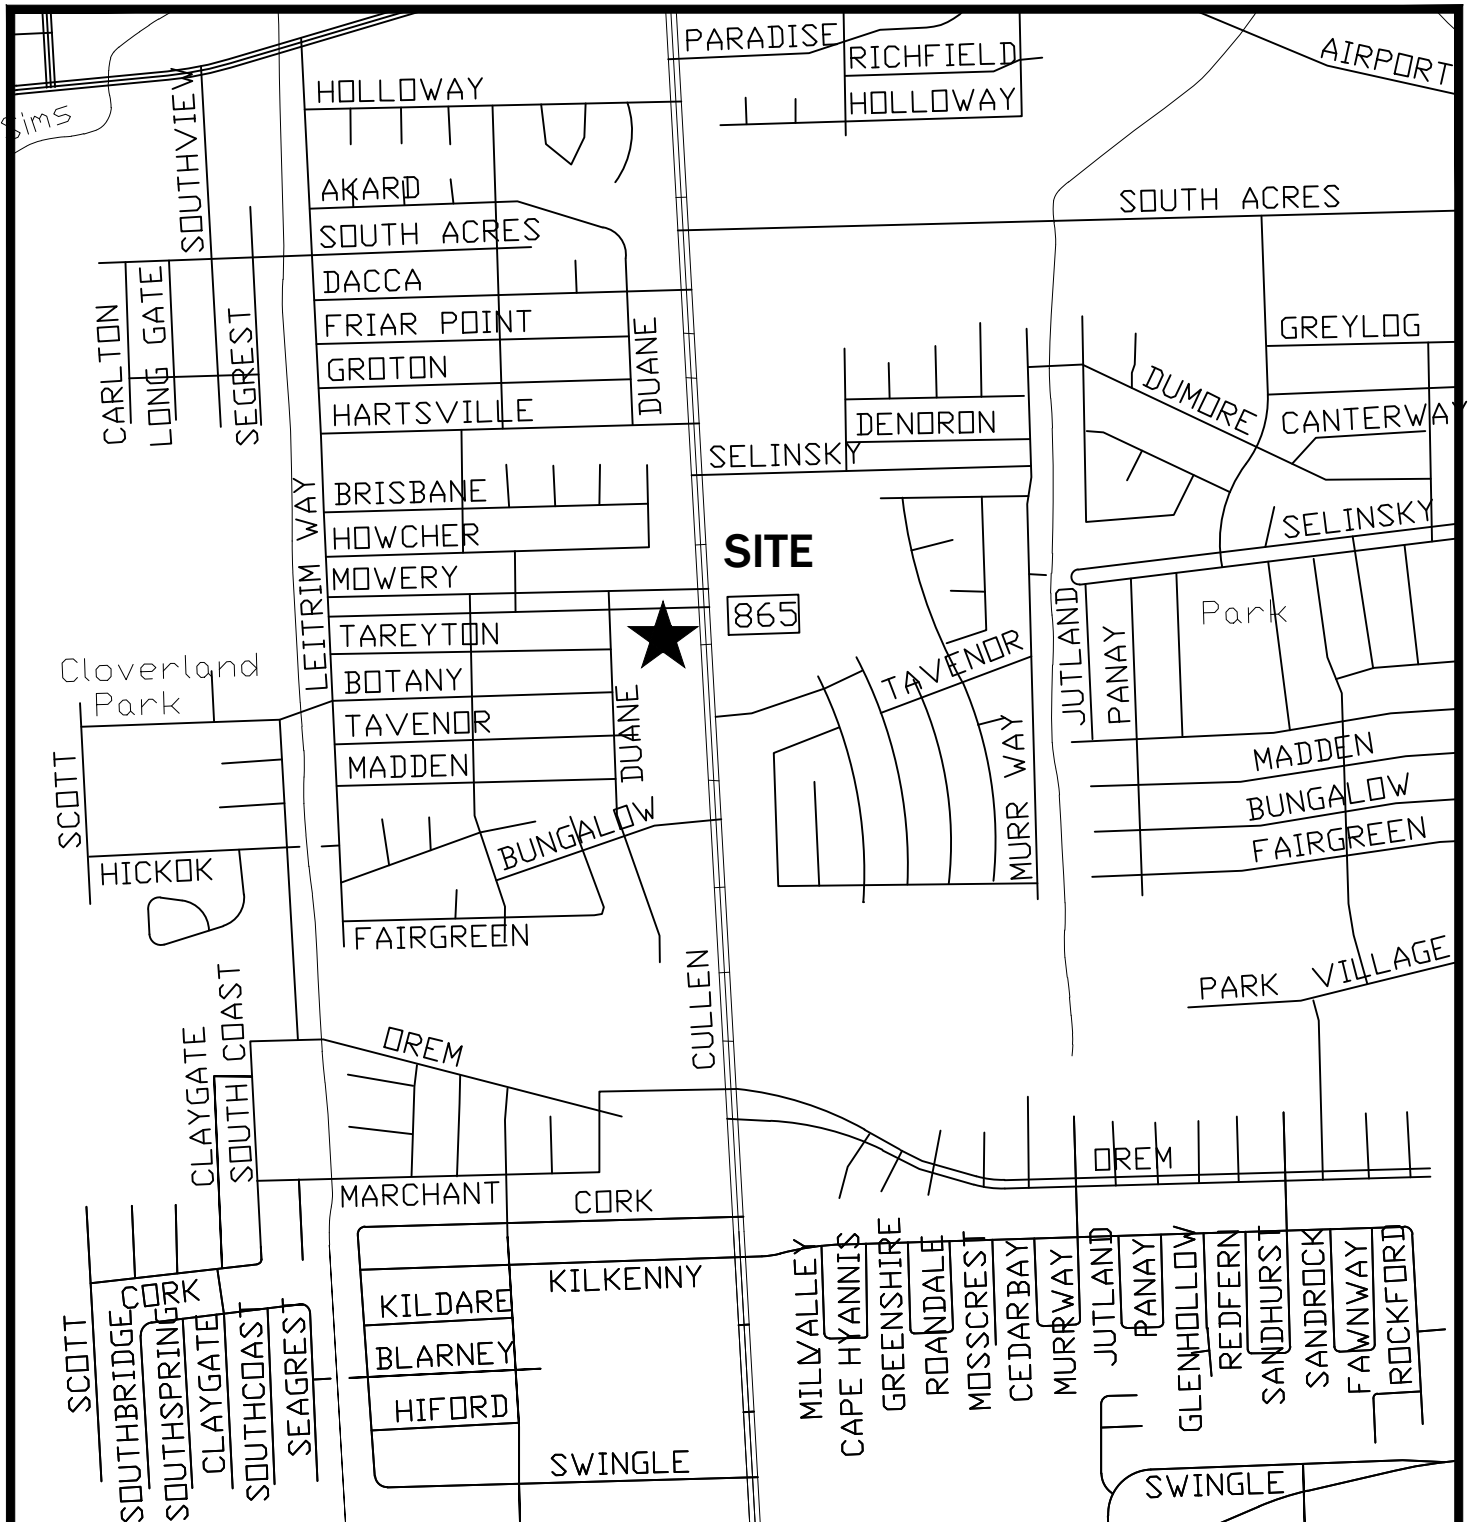 PARADISE
RICHFIELD
AIRPORT
HOLLOWAY
HOLLOWAY
Sims
SOUTHVIEW
AKARD
SOUTH ACRES
SOUTH ACRES
DACCA
CARLTON
LONG GATE
SEGREST
FRIAR POINT
DUANE
GREYLOG
GROTON
DUMORE
HARTSVILLE
DENORON
CANTERWAY
SELINSKY
LEITRIM WAY
BRISBANE
SELINSKY
HOWCHER
SITE
MOWERY
865
JUTLAND
PANAY
Park
TAREYTON
Cloverland
Park
BOTANY
TAVENOR
DUANE
TAVENOR
MURR WAY
MADDEN
MADDEN
SCOTT
BUNGALOW
BUNGALOW
FAIRGREEN
HICKOK
FAIRGREEN
CULLEN
PARK VILLAGE
CLAYGATE
SOUTH COAST
OREM
OREM
MARCHANT
CORK
KILKENNY
CORK
KILDARE
BLARNEY
HIFORD
SWINGLE
SCOTT
SOUTHBRIDGE
SOUTHSPRING
CLAYGATE
SOUTHCOAST
SEAGREST
MILLVALLEY
CAPE HYANNIS
GREENSHIRE
ROANDALE
MOSSCREST
CEDARBAY
MURRWAY
JUTLAND
PANAY
GLENHOLLOW
REDFERN
SANDHURST
SANDROCK
FAWNWAY
ROCKFORD
SWINGLE